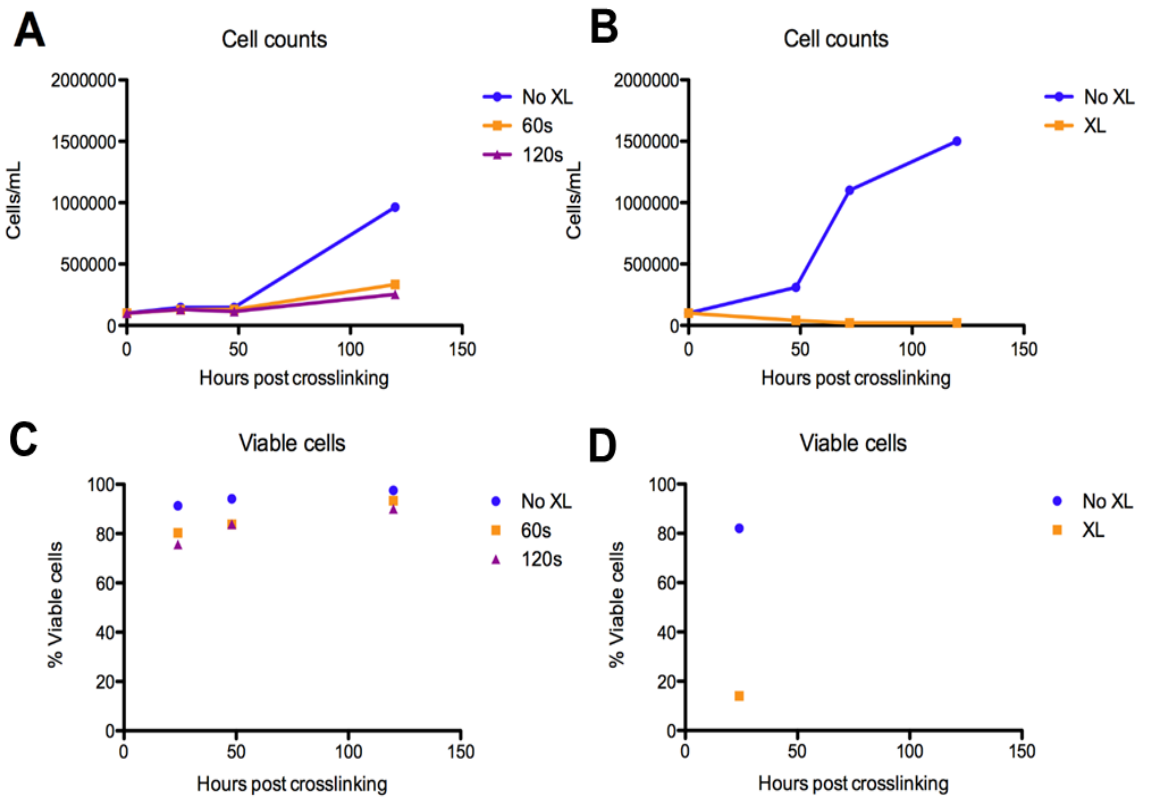 A
Cell counts
2000000
1500000
1000000
500000
0
Cells/mL
0 50 100 150
Hours post crosslinking
No XL
60s
120s
B
Cell counts
2000000
1500000
1000000
500000
0
Cells/mL
0 50 100 150
Hours post crosslinking
No XL
XL
C
Viable cells
100
80
60
40
20
0
% Viable cells
0 50 100 150
Hours post crosslinking
No XL
60s
120s
D
Viable cells
100
80
60
40
20
0
% Viable cells
0 50 100 150
Hours post crosslinking
No XL
XL